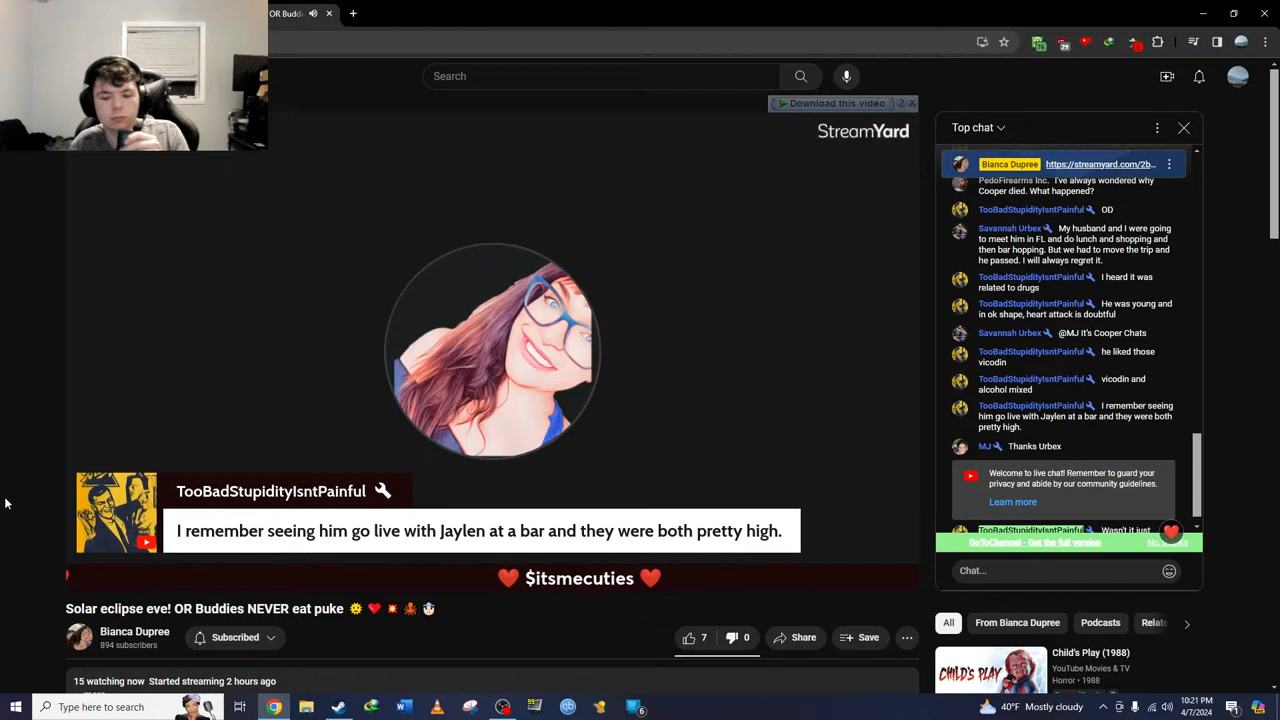 OR Buddi
Search
Download this video
StreamYard
Top chat
Bianca Dupree https://streamyard.com/2b...
PedoFirearms Inc. I've always wondered why
Cooper died. What happened?
TooBadStupidityIsntPainful OD
Savannah Urbex My husband and I were going
to meet him in FL and do lunch and shopping and
then bar hopping. But we had to move the trip and
he passed. I will always regret it.
TooBadStupidityIsntPainful I heard it was
related to drugs
TooBadStupidityIsntPainful He was young and
in ok shape, heart attack is doubtful
Savannah Urbex @MJ It's Cooper Chats
TooBadStupidityIsntPainful he liked those
vicodin
TooBadStupidityIsntPainful vicodin and
alcohol mixed
TooBadStupidityIsntPainful I remember seeing
him go live with Jaylen at a bar and they were both
pretty high.
MJ Thanks Urbex
Welcome to live chat! Remember to guard your
privacy and abide by our community guidelines.
Learn more
TooBadStupidityIsntPainful Wasn't it just
GoToChannel - Get the full version
Chat...
TooBadStupidityIsntPainful
I remember seeing him go live with Jaylen at a bar and they were both pretty high.
$itsmecuties
Solar eclipse eve! OR Buddies NEVER eat puke
Bianca Dupree
894 subscribers
Subscribed
7
0
Share
Save
15 watching now Started streaming 2 hours ago
All
From Bianca Dupree
Podcasts
Relate
CHILD'S PLAY
Child's Play (1988)
YouTube Movies & TV
Horror • 1988
Type here to search
40°F Mostly cloudy
10:21 PM
4/7/2024